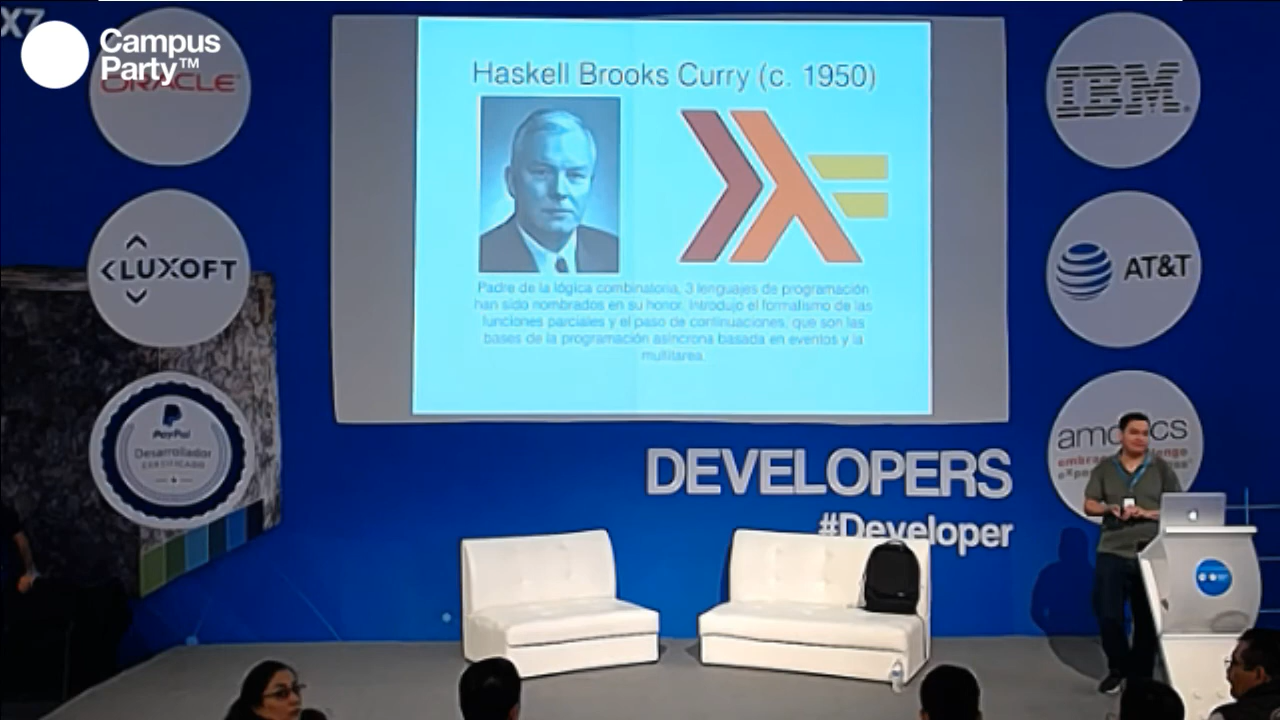 X7
Campus
Party™
ORACLE
LUXOFT
PayPal
Desarrollador
CERTIFICADO
Haskell Brooks Curry (c. 1950)
Padre de la lógica combinatoria, 3 lenguajes de programación
han sido nombrados en su honor. Introdujo el formalismo de las
funciones parciales y el paso de continuaciones, que son las
bases de la programación asíncrona basada en eventos y la
multitarea.
IBM
AT&T
DEVELOPERS
#Developer